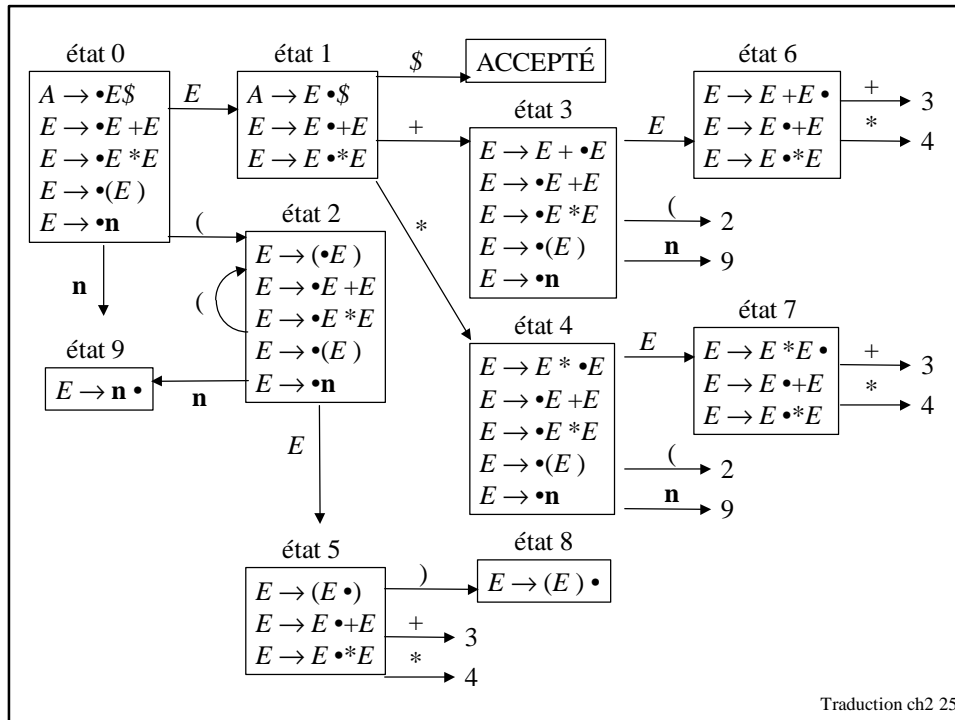 état 0
A → •E$
E → •E +E
E → •E *E
E → •(E )
E → •n
E
n
(
état 1
A → E •$
E → E •+E
E → E •*E
$
ACCEPTÉ
+
*
état 2
E → (•E )
E → •E +E
E → •E *E
E → •(E )
E → •n
(
n
E
état 9
E → n •
état 3
E → E + •E
E → •E +E
E → •E *E
E → •(E )
E → •n
E
( 2
n 9
état 6
E → E +E •
E → E •+E
E → E •*E
+ 3
* 4
état 4
E → E * •E
E → •E +E
E → •E *E
E → •(E )
E → •n
E
( 2
n 9
état 7
E → E *E •
E → E •+E
E → E •*E
+ 3
* 4
état 5
E → (E •)
E → E •+E
E → E •*E
)
+ 3
* 4
état 8
E → (E ) •
Traduction ch2 25